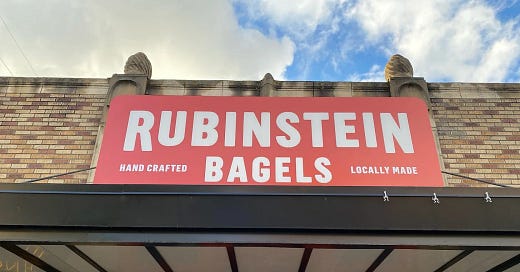 RUBINSTEIN
HAND CRAFTED BAGELS LOCALLY MADE